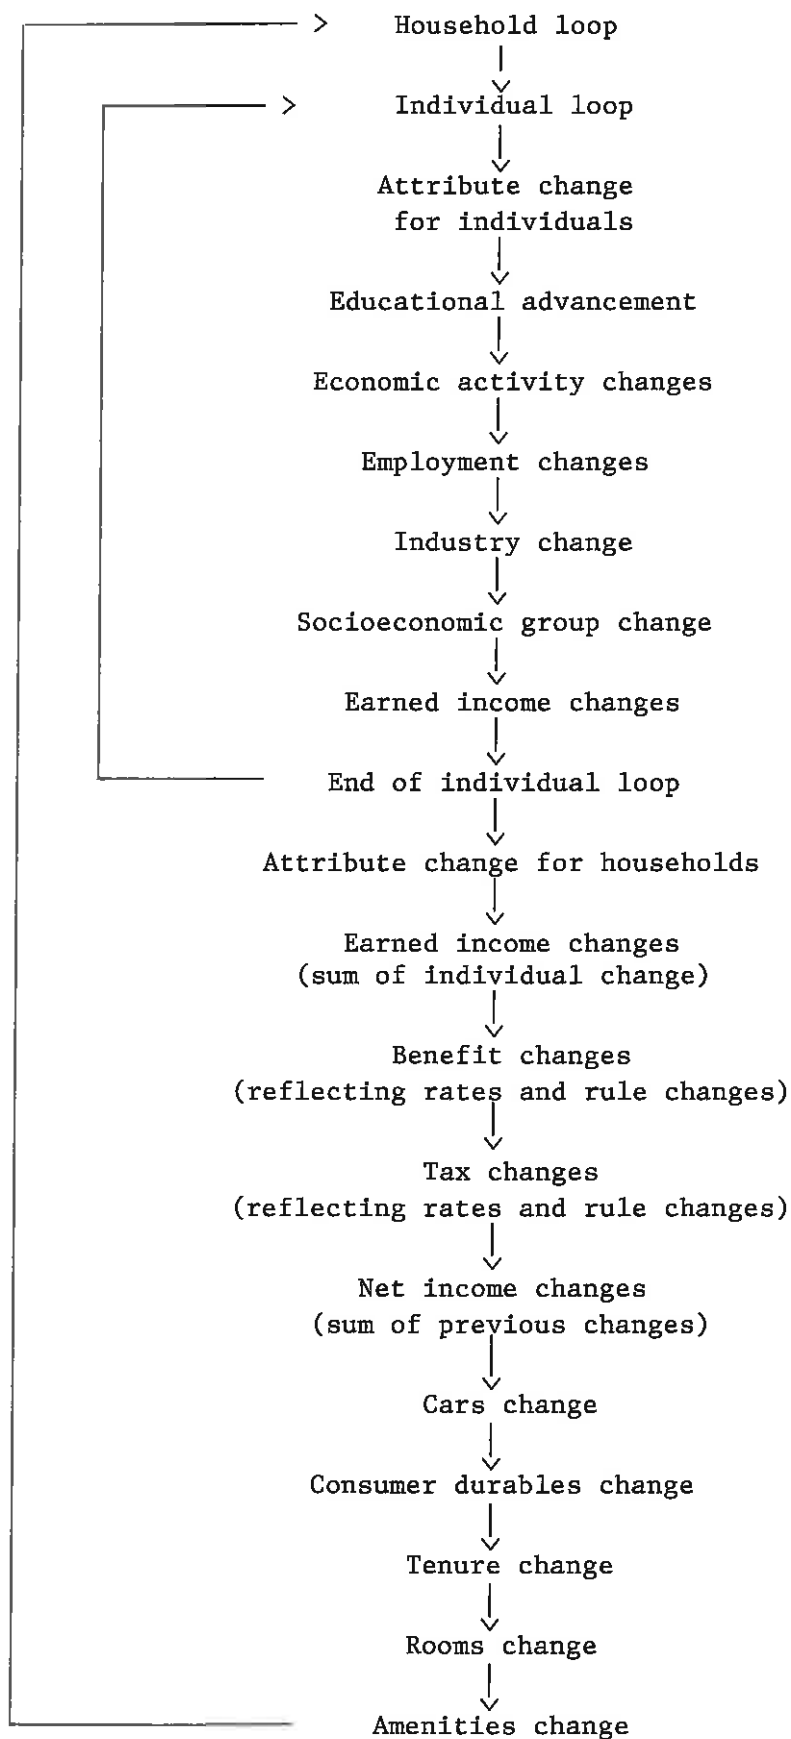 Household loop
Individual loop
Attribute change
for individuals
Educational advancement
Economic activity changes
Employment changes
Industry change
Socioeconomic group change
Earned income changes
End of individual loop
Attribute change for households
Earned income changes
(sum of individual change)
Benefit changes
(reflecting rates and rule changes)
Tax changes
(reflecting rates and rule changes)
Net income changes
(sum of previous changes)
Cars change
Consumer durables change
Tenure change
Rooms change
Amenities change